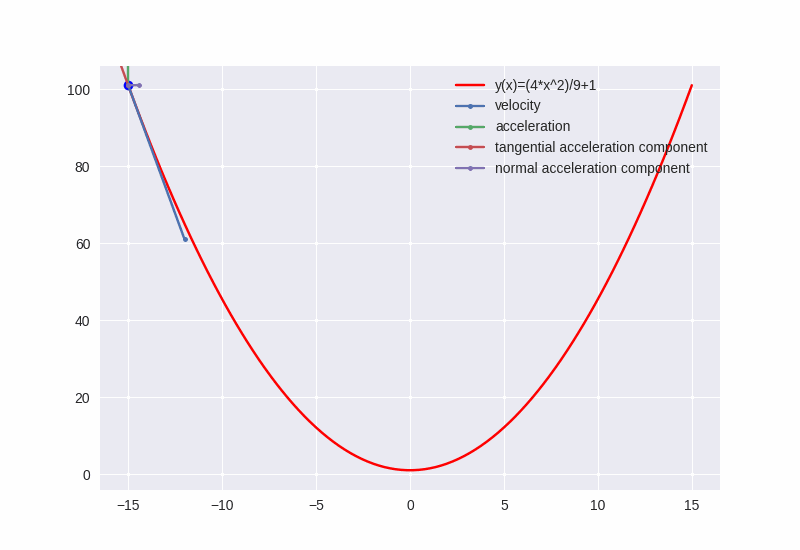 y(x)=(4*x^2)/9+1
velocity
acceleration
tangential acceleration component
normal acceleration component
100
80
60
40
20
0
−15 −10 −5 0 5 10 15